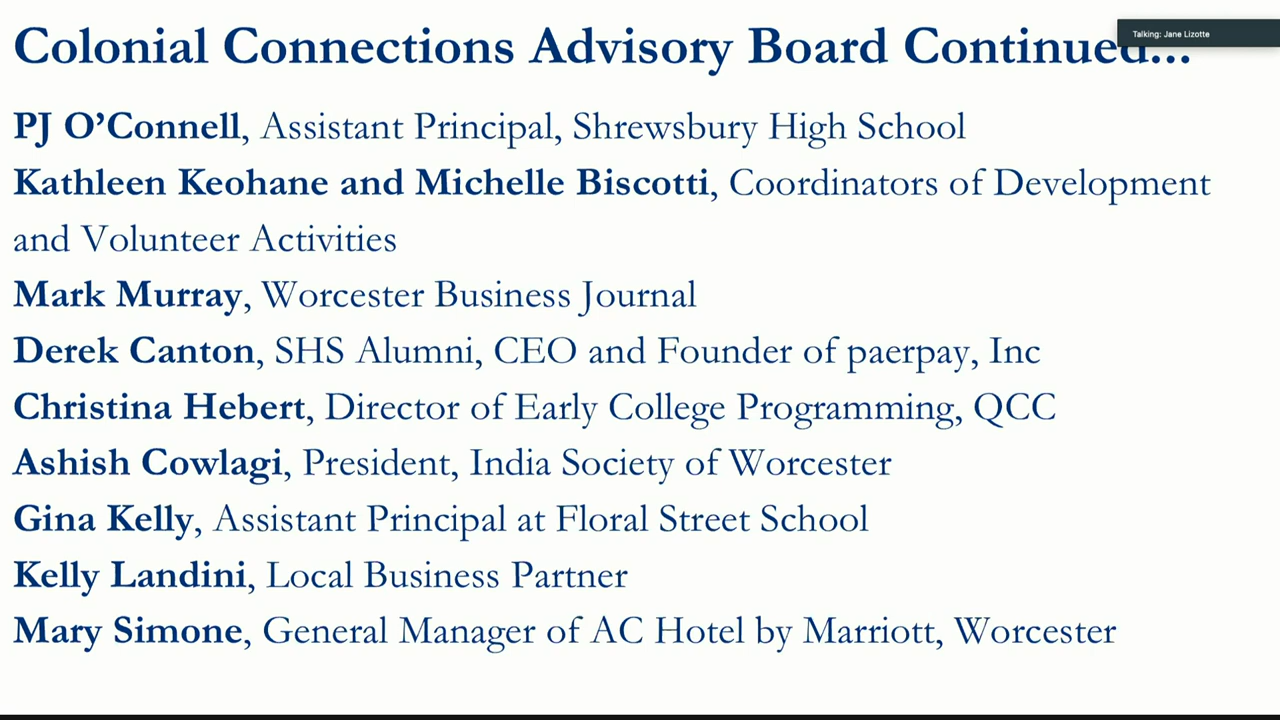 Colonial Connections Advisory Board Continued...
Talking: Jane Lizotte
PJ O’Connell, Assistant Principal, Shrewsbury High School
Kathleen Keohane and Michelle Biscotti, Coordinators of Development
and Volunteer Activities
Mark Murray, Worcester Business Journal
Derek Canton, SHS Alumni, CEO and Founder of paerpay, Inc
Christina Hebert, Director of Early College Programming, QCC
Ashish Cowlagi, President, India Society of Worcester
Gina Kelly, Assistant Principal at Floral Street School
Kelly Landini, Local Business Partner
Mary Simone, General Manager of AC Hotel by Marriott, Worcester